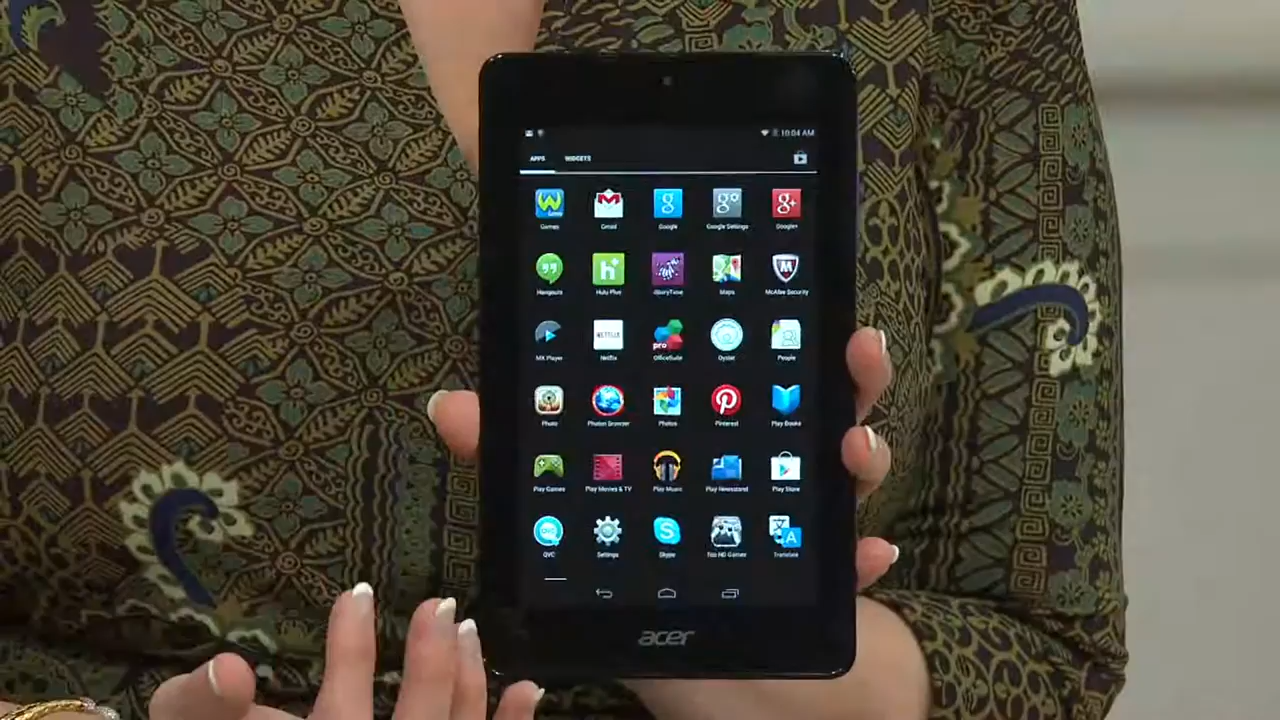 10:04 AM
APPS WIDGETS
Games Gmail Google Google Settings Google+
Hangouts Hulu Plus iStoryTime Maps McAfee Security
MX Player Netflix OfficeSuite Oyster People
Photo Photon Browser Photos Pinterest Play Books
Play Games Play Movies & TV Play Music Play Newsstand Play Store
QVC Settings Skype Top HD Games Translate
acer